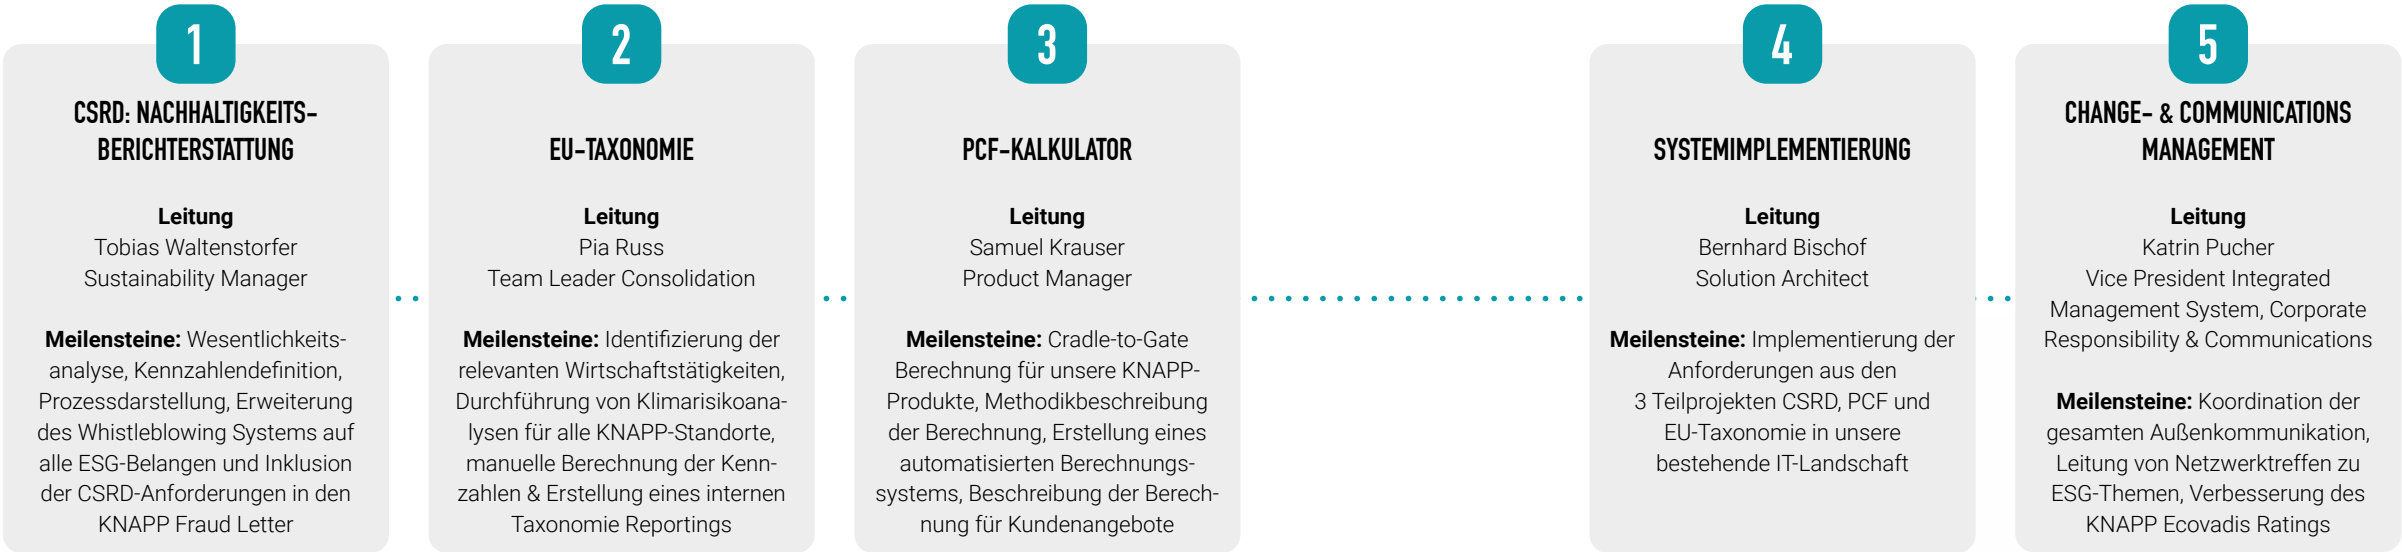 1
CSRD: NACHHALTIGKEITS-
BERICHTERSTATTUNG
Leitung
Tobias Waltenstorfer
Sustainability Manager
Meilensteine: Wesentlichkeits-
analyse, Kennzahlendefinition,
Prozessdarstellung, Erweiterung
des Whistleblowing Systems auf
alle ESG-Belangen und Inklusion
der CSRD-Anforderungen in den
KNAPP Fraud Letter
2
EU-TAXONOMIE
Leitung
Pia Russ
Team Leader Consolidation
Meilensteine: Identifizierung der
relevanten Wirtschaftstätigkeiten,
Durchführung von Klimarisikoana-
lysen für alle KNAPP-Standorte,
manuelle Berechnung der Kenn-
zahlen & Erstellung eines internen
Taxonomie Reportings
3
PCF-KALKULATOR
Leitung
Samuel Krauser
Product Manager
Meilensteine: Cradle-to-Gate
Berechnung für unsere KNAPP-
Produkte, Methodikbeschreibung
der Berechnung, Erstellung eines
automatisierten Berechnungs-
systems, Beschreibung der Berech-
nung für Kundenangebote
4
SYSTEMIMPLEMENTIERUNG
Leitung
Bernhard Bischof
Solution Architect
Meilensteine: Implementierung der
Anforderungen aus den
3 Teilprojekten CSRD, PCF und
EU-Taxonomie in unsere
bestehende IT-Landschaft
5
CHANGE- & COMMUNICATIONS
MANAGEMENT
Leitung
Katrin Pucher
Vice President Integrated
Management System, Corporate
Responsibility & Communications
Meilensteine: Koordination der
gesamten Außenkommunikation,
Leitung von Netzwerktreffen zu
ESG-Themen, Verbesserung des
KNAPP Ecovadis Ratings